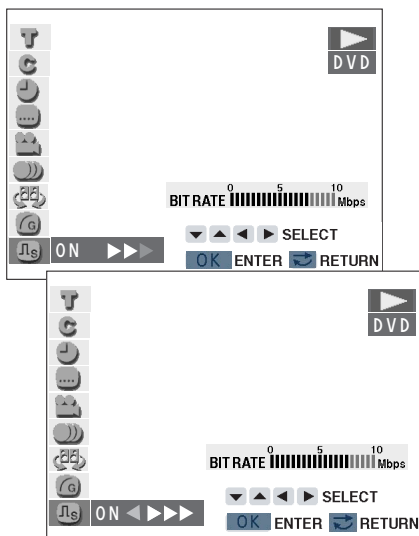 T
DVD
C
0 5 10
BIT RATE Mbps
G
SELECT
S ON
OK ENTER RETURN
T
DVD
C
0 5 10
BIT RATE Mbps
G
SELECT
S ON
OK ENTER RETURN